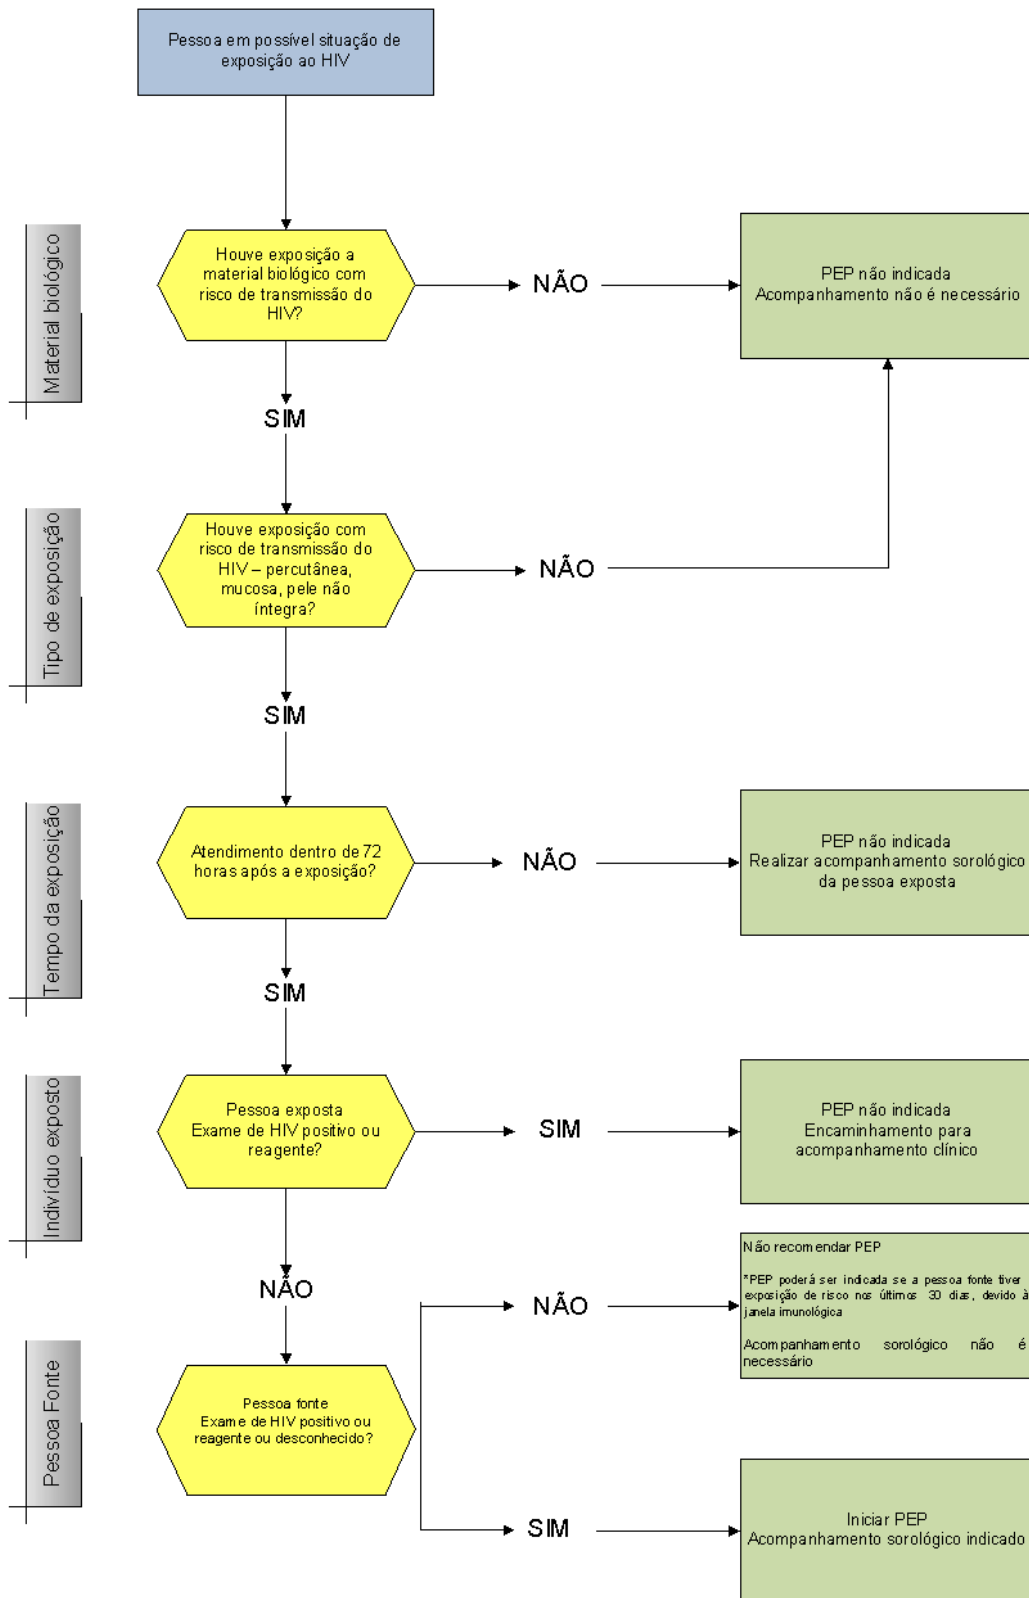 Pessoa em possível situação de
exposição ao HIV
Material biológico
Houve exposição a
material biológico com
risco de transmissão do
HIV?
NÃO
PEP não indicada
Acompanhamento não é necessário
SIM
Tipo de exposição
Houve exposição com
risco de transmissão do
HIV – percutânea,
mucosa, pele não
íntegra?
NÃO
SIM
Tempo da exposição
Atendimento dentro de 72
horas após a exposição?
NÃO
PEP não indicada
Realizar acompanhamento sorológico
da pessoa exposta
SIM
Indivíduo exposto
Pessoa exposta
Exame de HIV positivo ou
reagente?
SIM
PEP não indicada
Encaminhamento para
acompanhamento clínico
NÃO
Pessoa Fonte
Pessoa fonte
Exame de HIV positivo ou
reagente ou desconhecido?
NÃO
Não recomendar PEP
*PEP poderá ser indicada se a pessoa fonte tiver
exposição de risco nos últimos 30 dias, devido à
janela imunológica
Acompanhamento sorológico não é
necessário
SIM
Iniciar PEP
Acompanhamento sorológico indicado